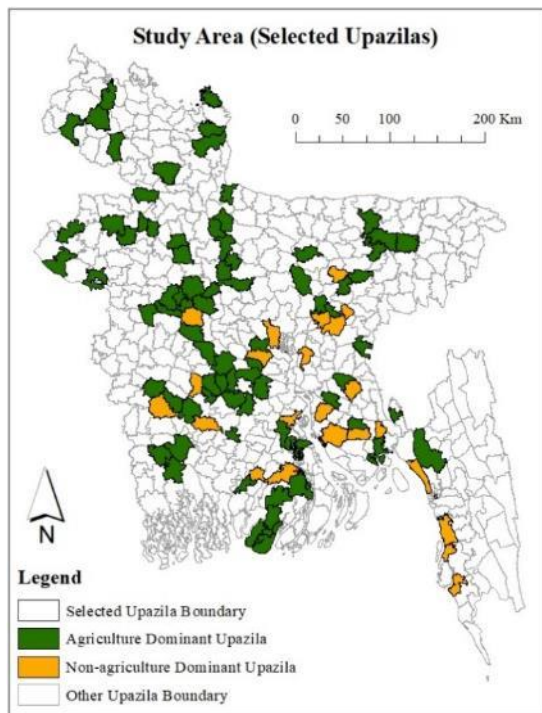 Study Area (Selected Upazilas)
0 50 100 200 Km
N
Legend
Selected Upazila Boundary
Agriculture Dominant Upazila
Non-agriculture Dominant Upazila
Other Upazila Boundary